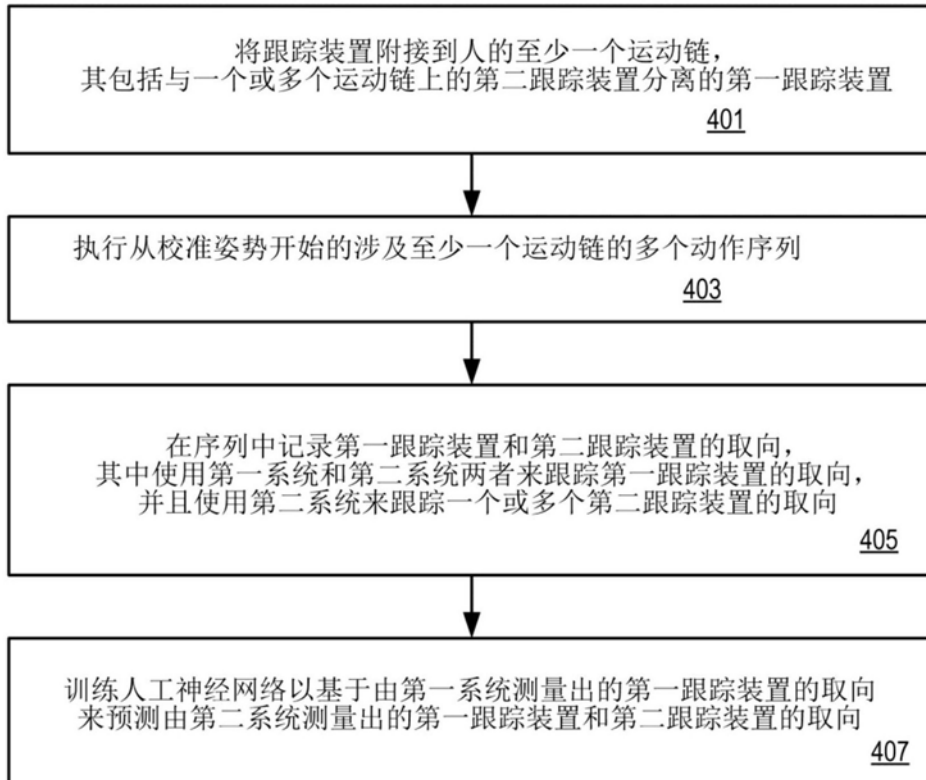 将跟踪装置附接到人的至少一个运动链，
其包括与一个或多个运动链上的第二跟踪装置分离的第一跟踪装置
401
执行从校准姿势开始的涉及至少一个运动链的多个动作序列
403
在序列中记录第一跟踪装置和第二跟踪装置的取向，
其中使用第一系统和第二系统两者来跟踪第一跟踪装置的取向，
并且使用第二系统来跟踪一个或多个第二跟踪装置的取向
405
训练人工神经网络以基于由第一系统测量出的第一跟踪装置的取向
来预测由第二系统测量出的第一跟踪装置和第二跟踪装置的取向
407